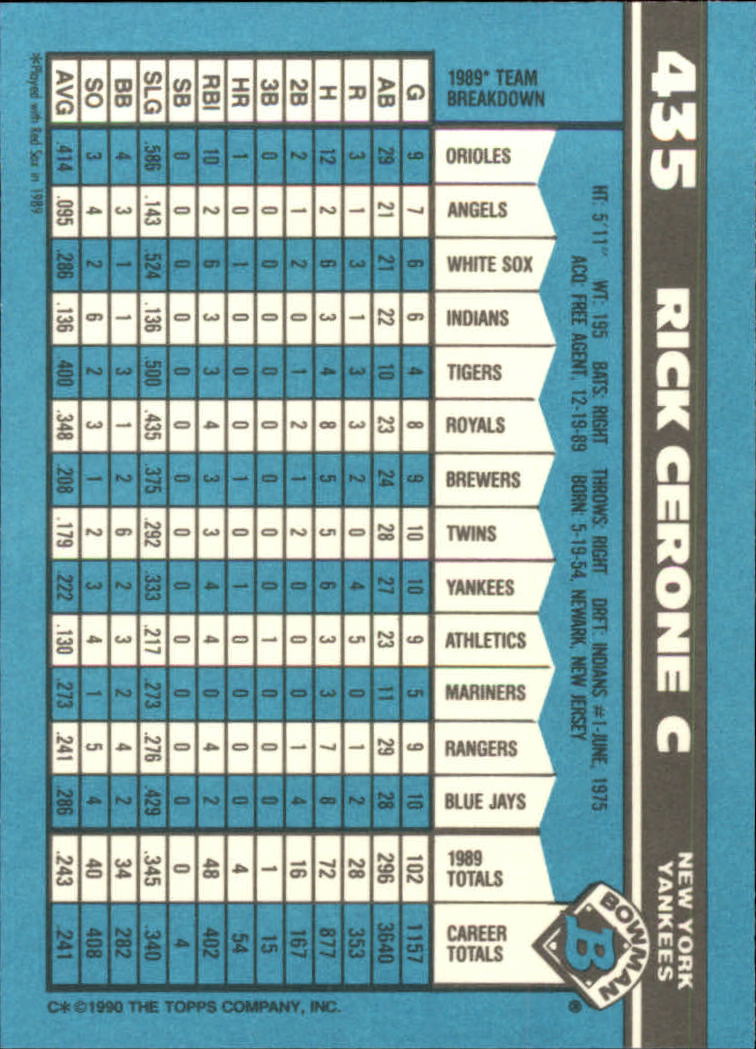 435 RICK CERONE C NEW YORK YANKEES
HT: 5'11" WT: 195 BATS: RIGHT THROWS: RIGHT DRFT: INDIANS #1-JUNE, 1975
ACQ: FREE AGENT, 12-19-89 BORN: 5-19-54, NEWARK, NEW JERSEY
BOWMAN
B
®
1989* TEAM BREAKDOWN G AB R H 2B 3B HR RBI SB SLG BB SO AVG
ORIOLES 9 29 3 12 2 0 1 10 0 .586 4 3 .414
ANGELS 7 21 1 2 1 0 0 2 0 .143 3 4 .095
WHITE SOX 6 21 3 6 2 0 1 6 0 .524 1 2 .286
INDIANS 6 22 1 3 0 0 0 3 0 .136 1 6 .136
TIGERS 4 10 3 4 1 0 0 3 0 .500 3 2 .400
ROYALS 8 23 3 8 2 0 0 4 0 .435 1 3 .348
BREWERS 9 24 2 5 1 0 1 3 0 .375 2 1 .208
TWINS 10 28 0 5 2 0 0 3 0 .292 6 2 .179
YANKEES 10 27 4 6 0 0 1 4 0 .333 2 3 .222
ATHLETICS 9 23 5 3 0 1 0 4 0 .217 3 4 .130
MARINERS 5 11 0 3 0 0 0 0 0 .273 2 1 .273
RANGERS 9 29 1 7 1 0 0 4 0 .276 4 5 .241
BLUE JAYS 10 28 2 8 4 0 0 2 0 .429 2 4 .286
1989 TOTALS 102 296 28 72 16 1 4 48 0 .345 34 40 .243
CAREER TOTALS 1157 3640 353 877 167 15 54 402 4 .340 282 408 .241
*Played with Red Sox in 1989
C* ©1990 THE TOPPS COMPANY, INC.